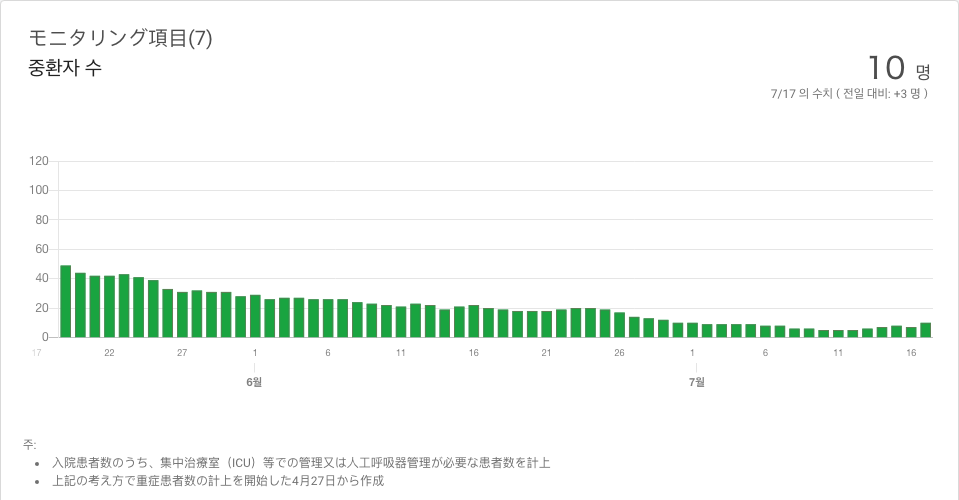 モニタリング項目(7)
중환자 수
10 명
7/17 의 수치 ( 전일 대비: +3 명 )
120
100
80
60
40
20
0
17 22 27 1 6 11 16 21 26 1 6 11 16
6월 7월
주:
• 入院患者数のうち、集中治療室（ICU）等での管理又は人工呼吸器管理が必要な患者数を計上
• 上記の考え方で重症患者数の計上を開始した4月27日から作成